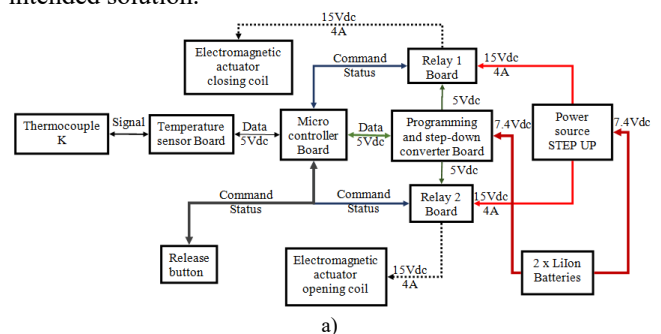 intended solution.
15Vdc
4A
Electromagnetic
actuator
closing coil
Command
Status
Relay 1
Board
15Vdc
4A
5Vdc
Thermocouple
K
Signal
Temperature
sensor Board
Data
5Vdc
Micro
controller
Board
Data
5Vdc
Programming
and step-down
converter Board
7.4Vdc
Power
source
STEP UP
7.4Vdc
5Vdc
Command
Status
Command
Status
Relay 2
Board
15Vdc
4A
Release
button
Electromagnetic
actuator
opening coil
15Vdc
4A
2 x LiIon
Batteries
a)